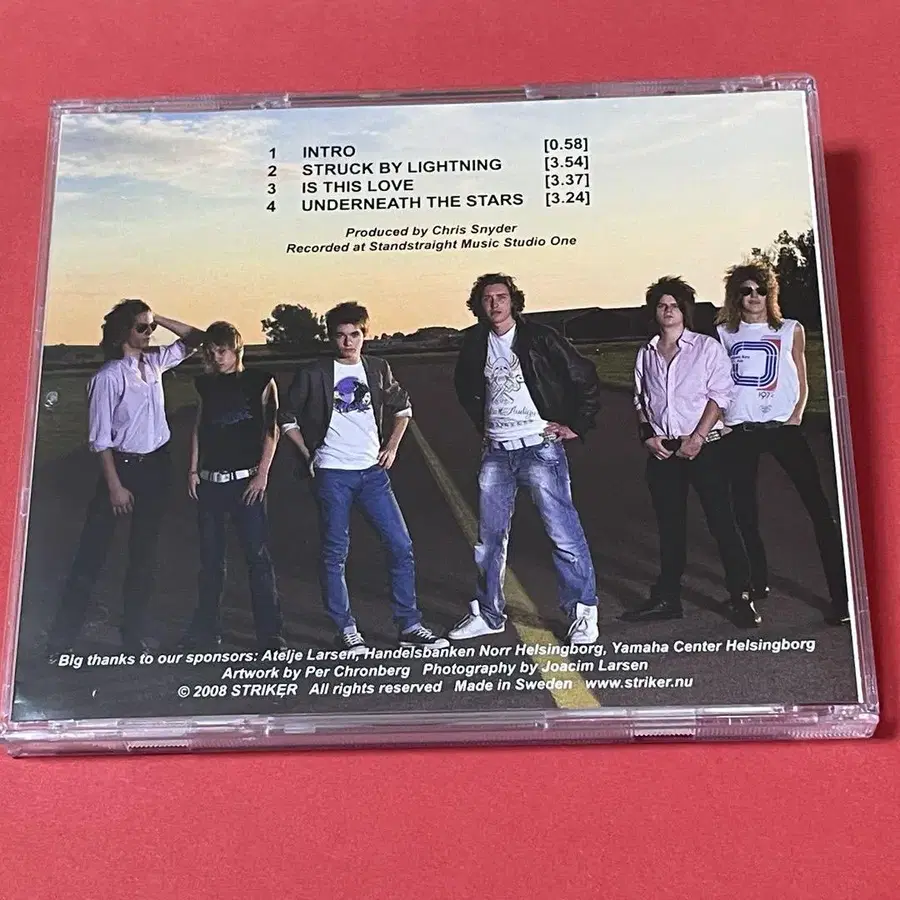 1 INTRO [0.58]
2 STRUCK BY LIGHTNING [3.54]
3 IS THIS LOVE [3.37]
4 UNDERNEATH THE STARS [3.24]
Produced by Chris Snyder
Recorded at Standstraight Music Studio One
1972
Big thanks to our sponsors: Atelje Larsen, Handelsbanken Norr Helsingborg, Yamaha Center Helsingborg
Artwork by Per Chronberg Photography by Joacim Larsen
© 2008 STRIKER All rights reserved Made in Sweden www.striker.nu